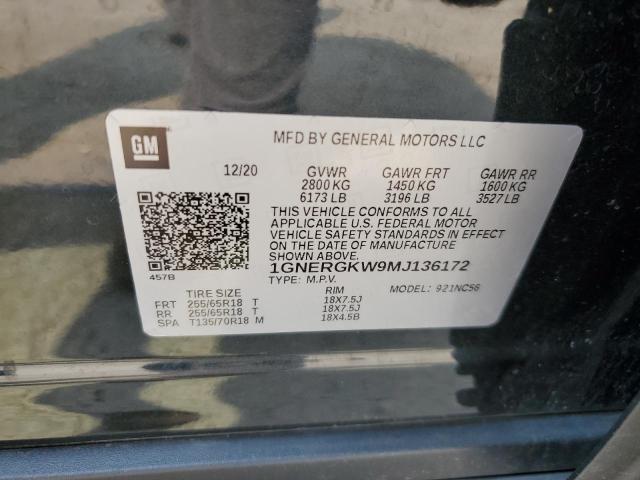 GM
MFD BY GENERAL MOTORS LLC
12/20 GVWR GAWR FRT GAWR RR
2800 KG 1450 KG 1600 KG
6173 LB 3196 LB 3527 LB
THIS VEHICLE CONFORMS TO ALL
APPLICABLE U.S. FEDERAL MOTOR
VEHICLE SAFETY STANDARDS IN EFFECT
ON THE DATE OF MANUFACTURE
SHOWN ABOVE.
457B
1GNERGKW9MJ136172
TYPE: M.P.V. MODEL: 921NC56
TIRE SIZE RIM
FRT 255/65R18 T 18X7.5J
RR 255/65R18 T 18X7.5J
SPA T135/70R18 M 18X4.5B